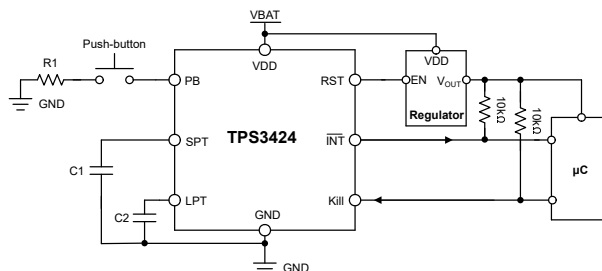 VBAT
R1
Push-button
GND
PB
VDD
RST
EN
VDD
VOUT
Regulator
10kΩ
10kΩ
SPT
TPS3424
INT
µC
C1
LPT
C2
GND
Kill
GND